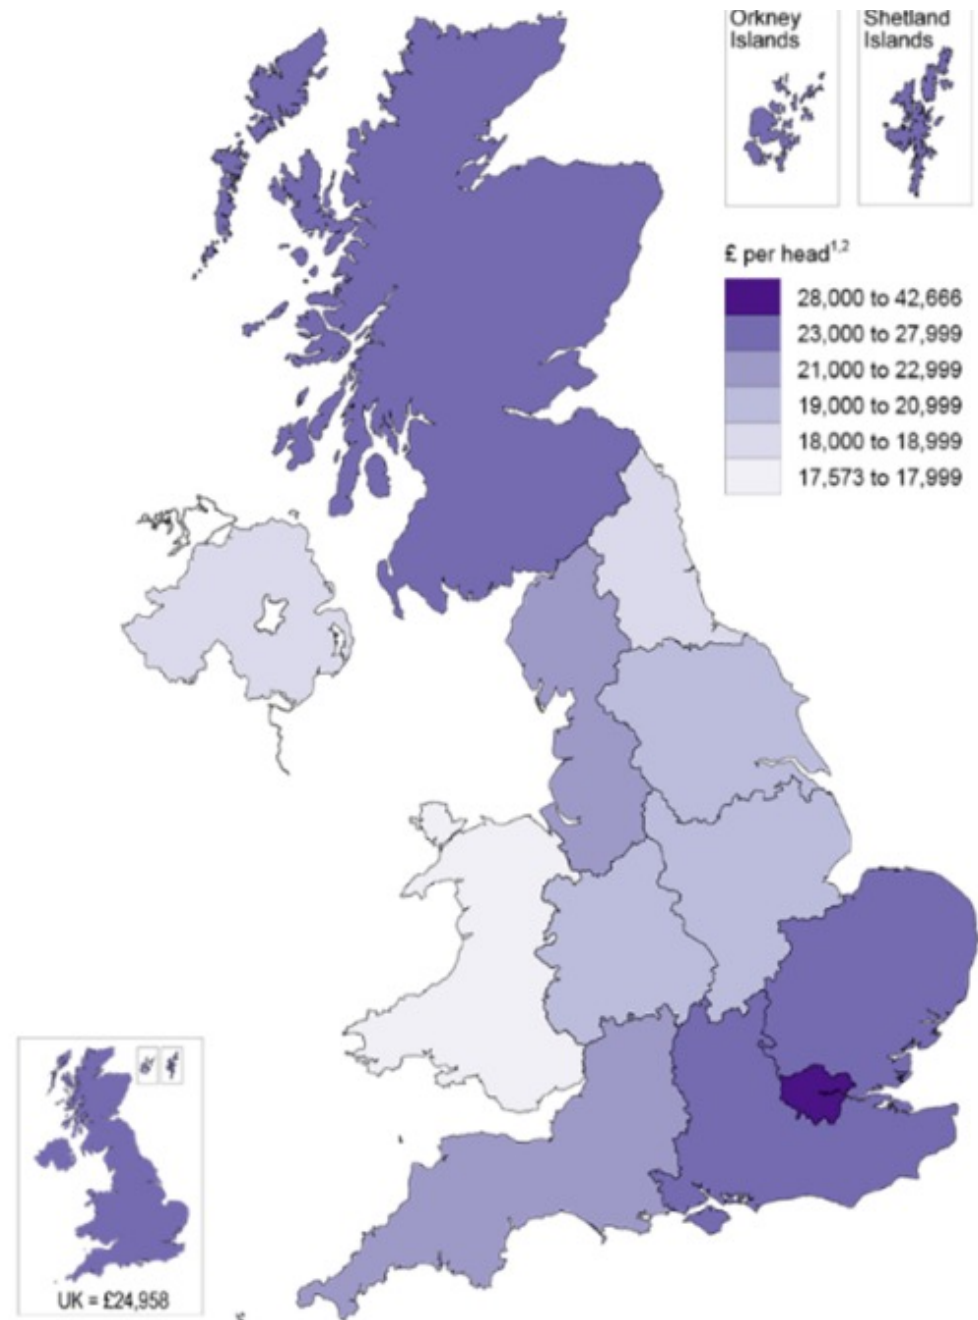 Orkney
Islands
Shetland
Islands
£ per head1,2
28,000 to 42,666
23,000 to 27,999
21,000 to 22,999
19,000 to 20,999
18,000 to 18,999
17,573 to 17,999
UK = £24,958